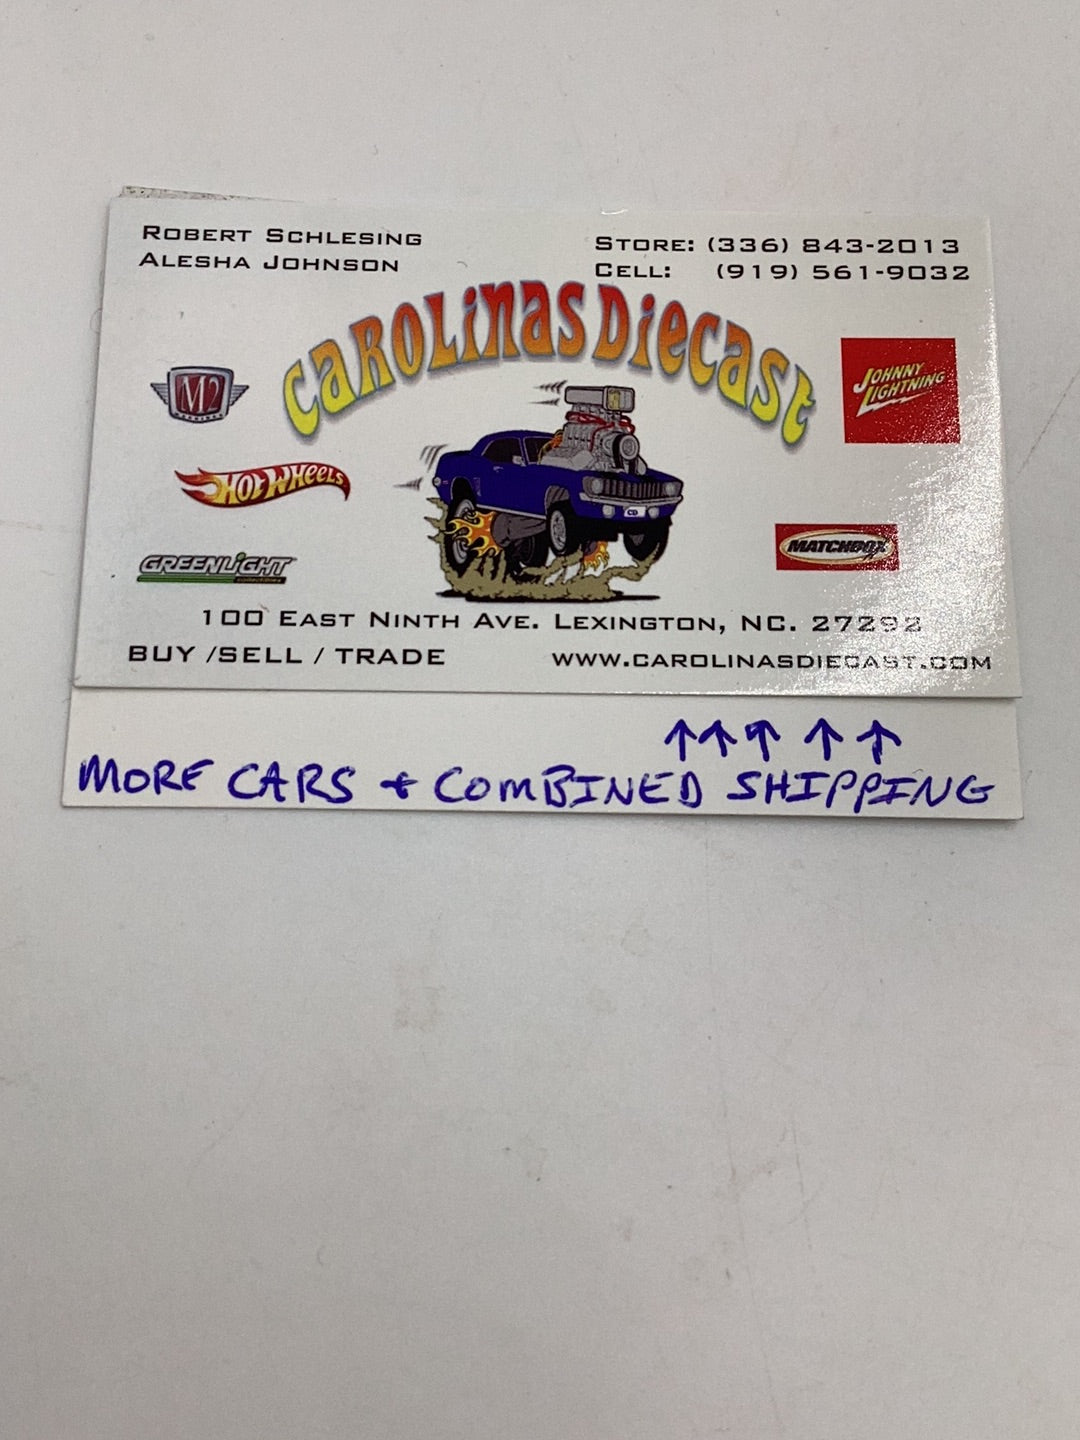 ROBERT SCHLESING
ALESHA JOHNSON
STORE: (336) 843-2013
CELL: (919) 561-9032
CAROLINAS DIECAST
M2
HOT WHEELS
GREENLIGHT
JOHNNY
LIGHTNING
MATCHBOX
CD
100 EAST NINTH AVE. LEXINGTON, NC. 27292
BUY /SELL / TRADE
WWW.CAROLINASDIECAST.COM
↑↑↑↑↑
MORE CARS + COMBINED SHIPPING